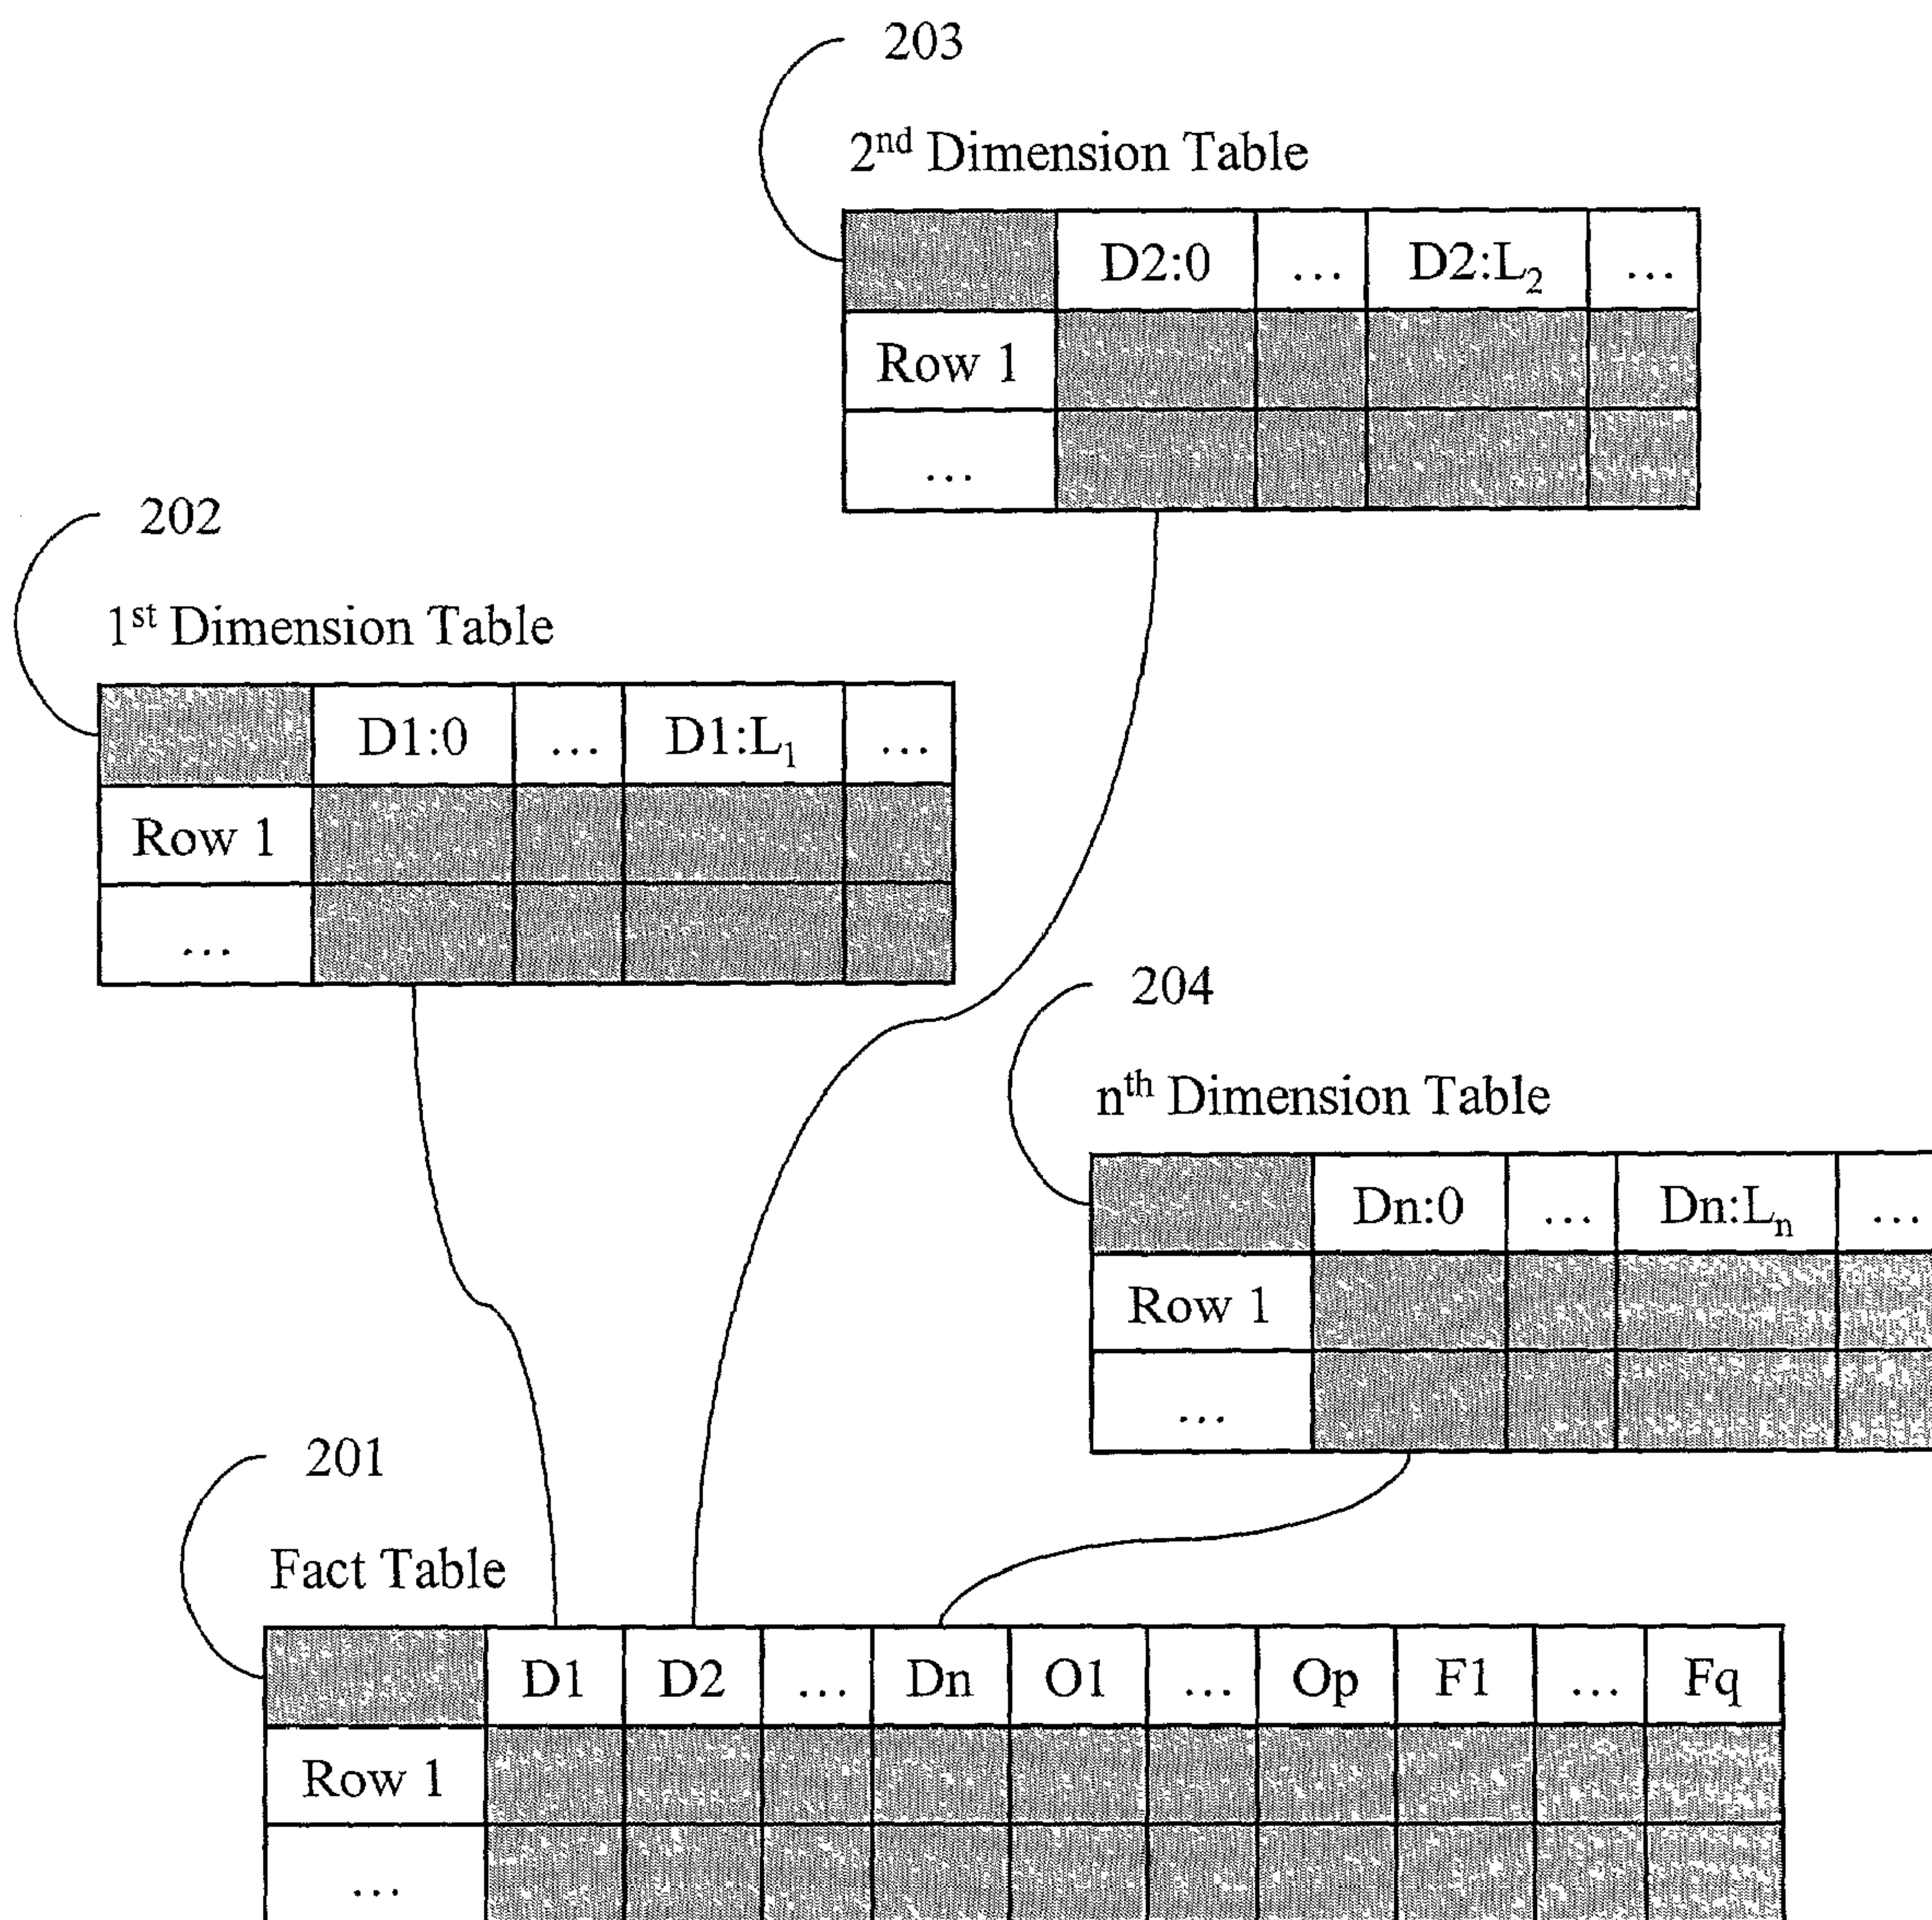 203
2nd Dimension Table
D2:0 … D2:L2 …
Row 1
…
202
1st Dimension Table
D1:0 … D1:L1 …
Row 1
…
204
nth Dimension Table
Dn:0 … Dn:Ln …
Row 1
…
201
Fact Table
D1 D2 … Dn O1 … Op F1 … Fq
Row 1
…